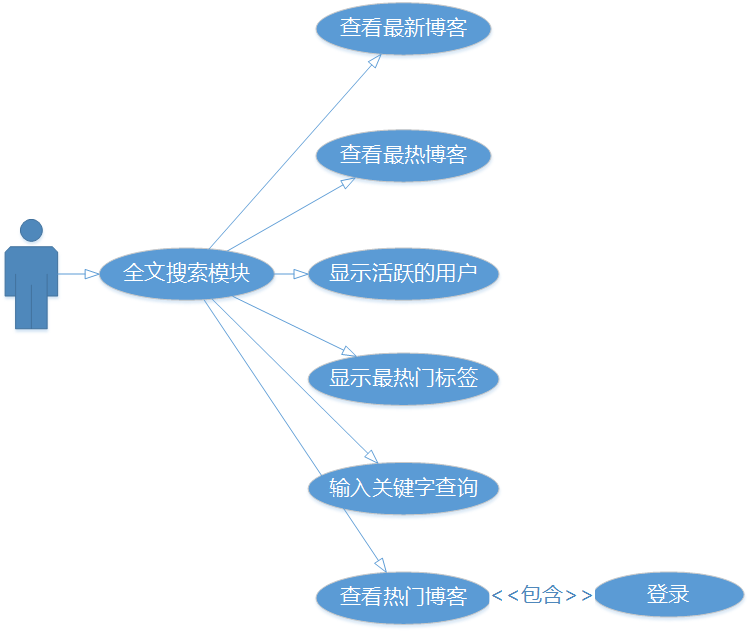 查看最新博客
查看最热博客
全文搜索模块
显示活跃的用户
显示最热门标签
输入关键字查询
查看热门博客
<<包含>>
登录